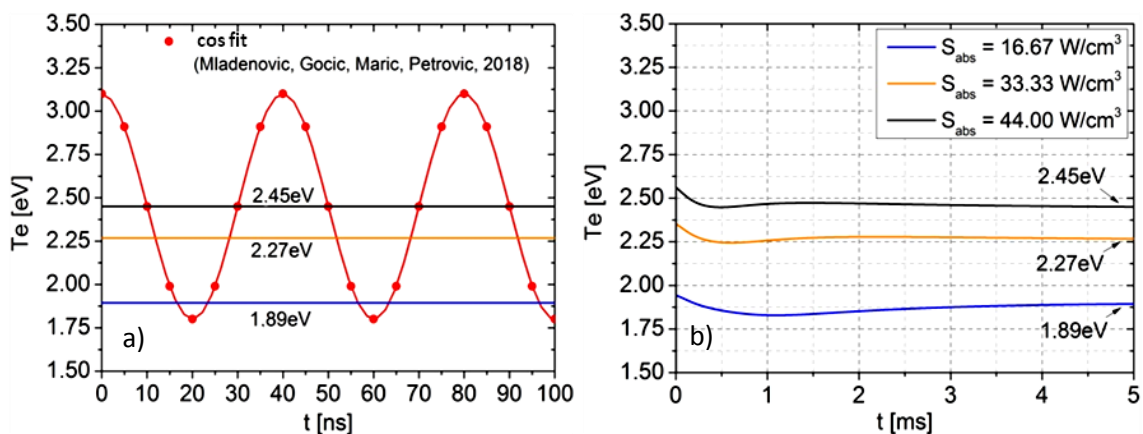 3.50
3.25
3.00
2.75
2.50
2.25
2.00
1.75
1.50
Te [eV]
cos fit
(Mladenovic, Gocic, Maric, Petrovic, 2018)
2.45eV
2.27eV
1.89eV
a)
0 10 20 30 40 50 60 70 80 90 100
t [ns]
3.50
3.25
3.00
2.75
2.50
2.25
2.00
1.75
1.50
Te [eV]
S_abs = 16.67 W/cm³
S_abs = 33.33 W/cm³
S_abs = 44.00 W/cm³
2.45eV
2.27eV
1.89eV
b)
0 1 2 3 4 5
t [ms]